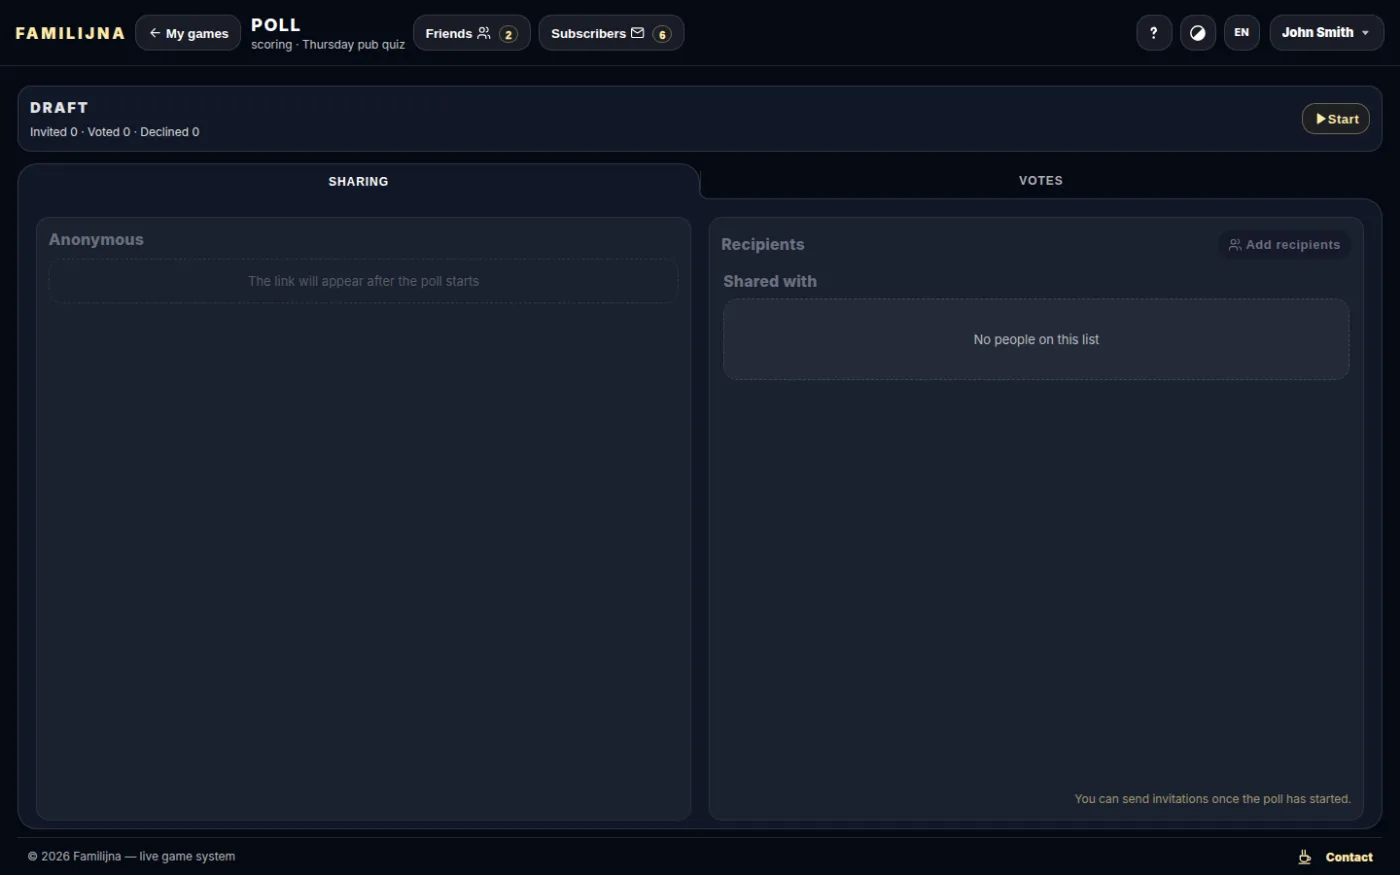 FAMILIJNA
← My games
POLL
scoring · Thursday pub quiz
Friends 2
Subscribers 6
?
EN
John Smith
DRAFT
Invited 0 · Voted 0 · Declined 0
Start
SHARING
VOTES
Anonymous
The link will appear after the poll starts
Recipients
Add recipients
Shared with
No people on this list
You can send invitations once the poll has started.
© 2026 Familijna — live game system
Contact